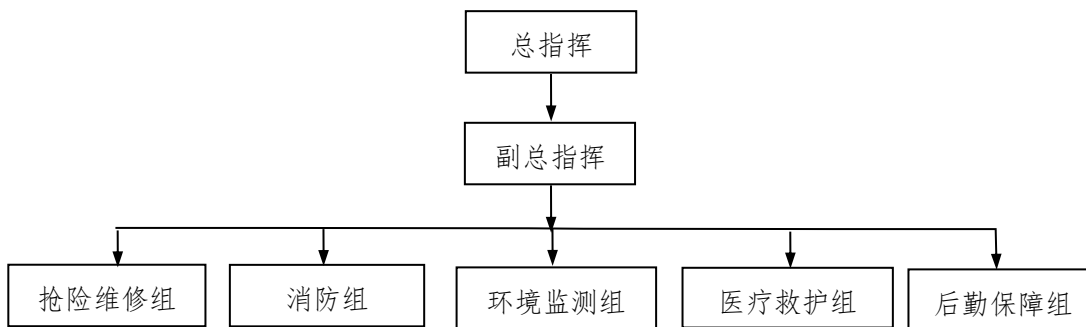 总指挥
副总指挥
抢险维修组
消防组
环境监测组
医疗救护组
后勤保障组